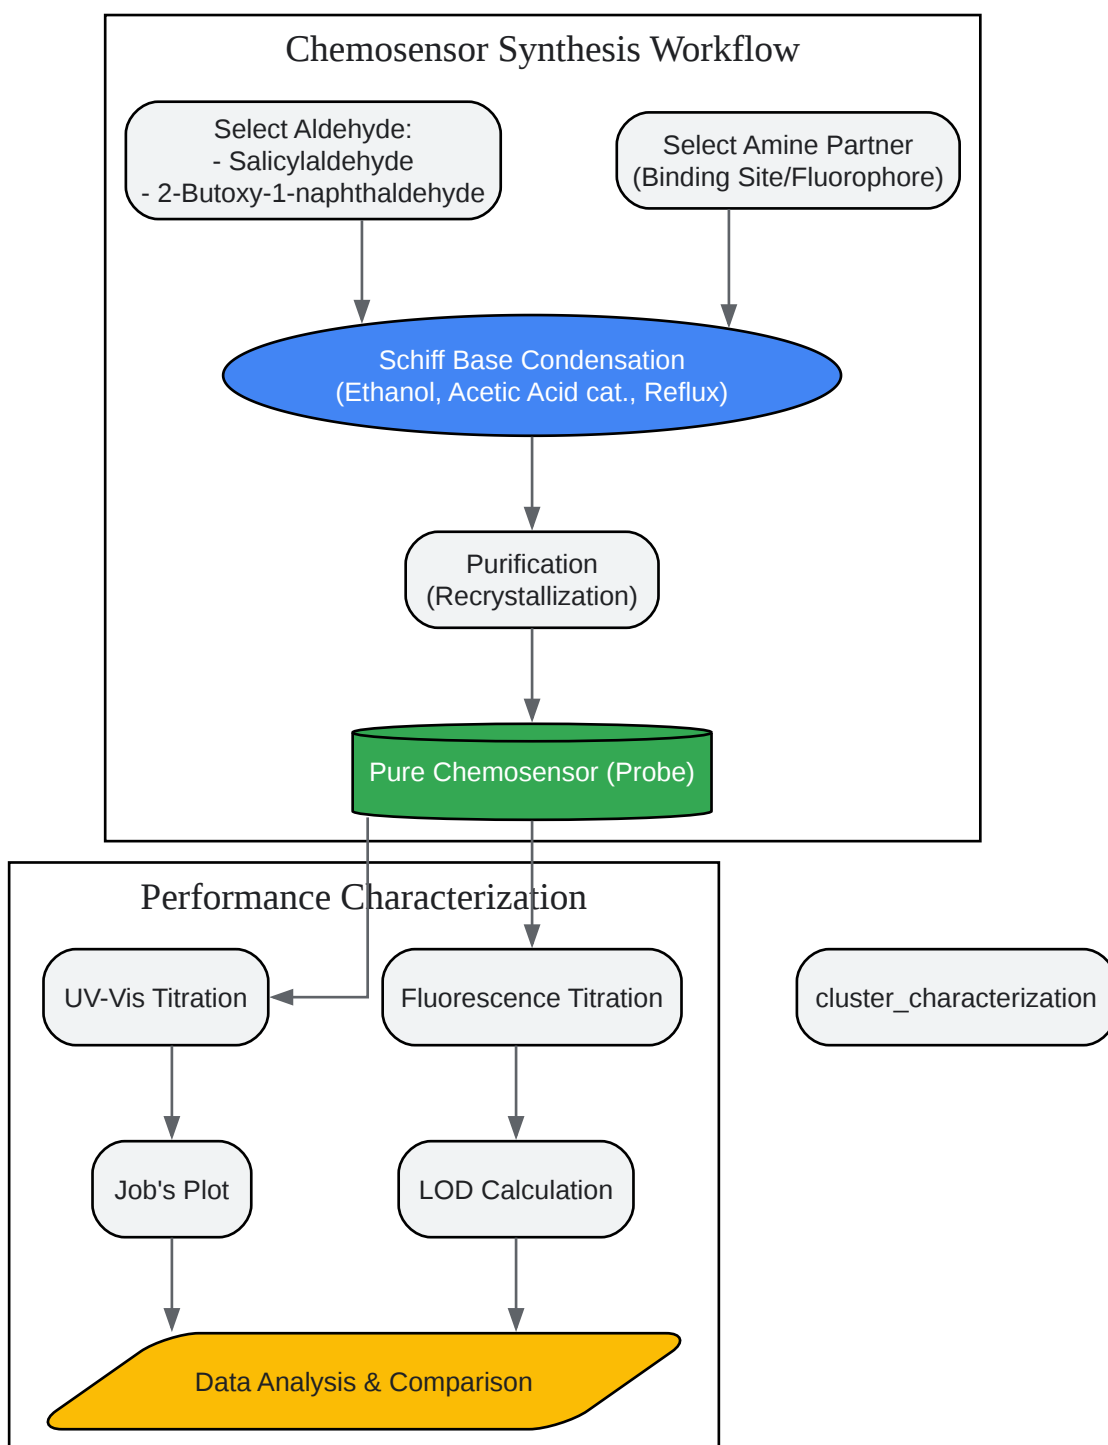 Chemosensor Synthesis Workflow
Select Aldehyde:
- Salicylaldehyde
- 2-Butoxy-1-naphthaldehyde
Select Amine Partner
(Binding Site/Fluorophore)
Schiff Base Condensation
(Ethanol, Acetic Acid cat., Reflux)
Purification
(Recrystallization)
Pure Chemosensor (Probe)
Performance Characterization
UV-Vis Titration
Fluorescence Titration
cluster_characterization
Job's Plot
LOD Calculation
Data Analysis & Comparison